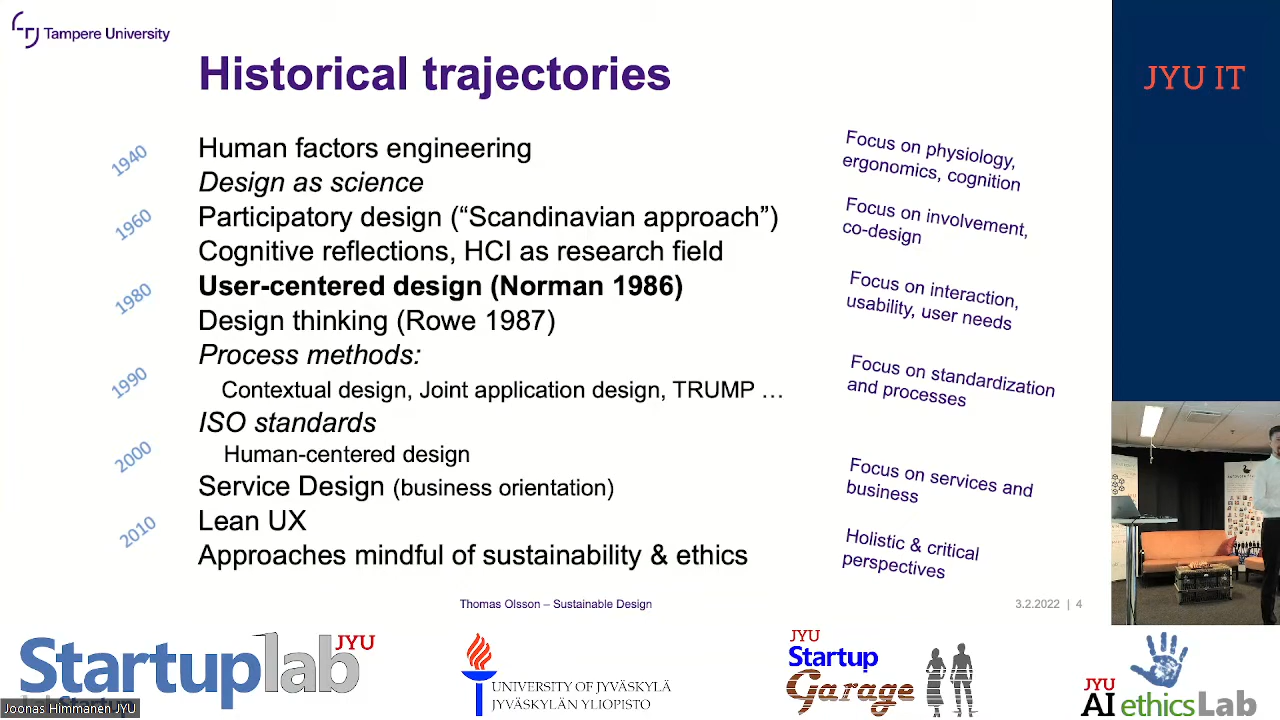 Tampere University
JYU IT
Historical trajectories
1940
Human factors engineering
Focus on physiology,
ergonomics, cognition
Design as science
1960
Participatory design (“Scandinavian approach”)
Focus on involvement,
co-design
Cognitive reflections, HCI as research field
1980
User-centered design (Norman 1986)
Focus on interaction,
usability, user needs
Design thinking (Rowe 1987)
Process methods:
1990
Contextual design, Joint application design, TRUMP …
Focus on standardization
and processes
ISO standards
2000
Human-centered design
Service Design (business orientation)
Focus on services and
business
2010
Lean UX
Approaches mindful of sustainability & ethics
Holistic & critical
perspectives
Thomas Olsson – Sustainable Design
3.2.2022 | 4
Startuplab JYU
Joonas Himmanen JYU
UNIVERSITY OF JYVÄSKYLÄ
JYVÄSKYLÄN YLIOPISTO
JYU
Startup
Garage
JYU
AI ethicsLab